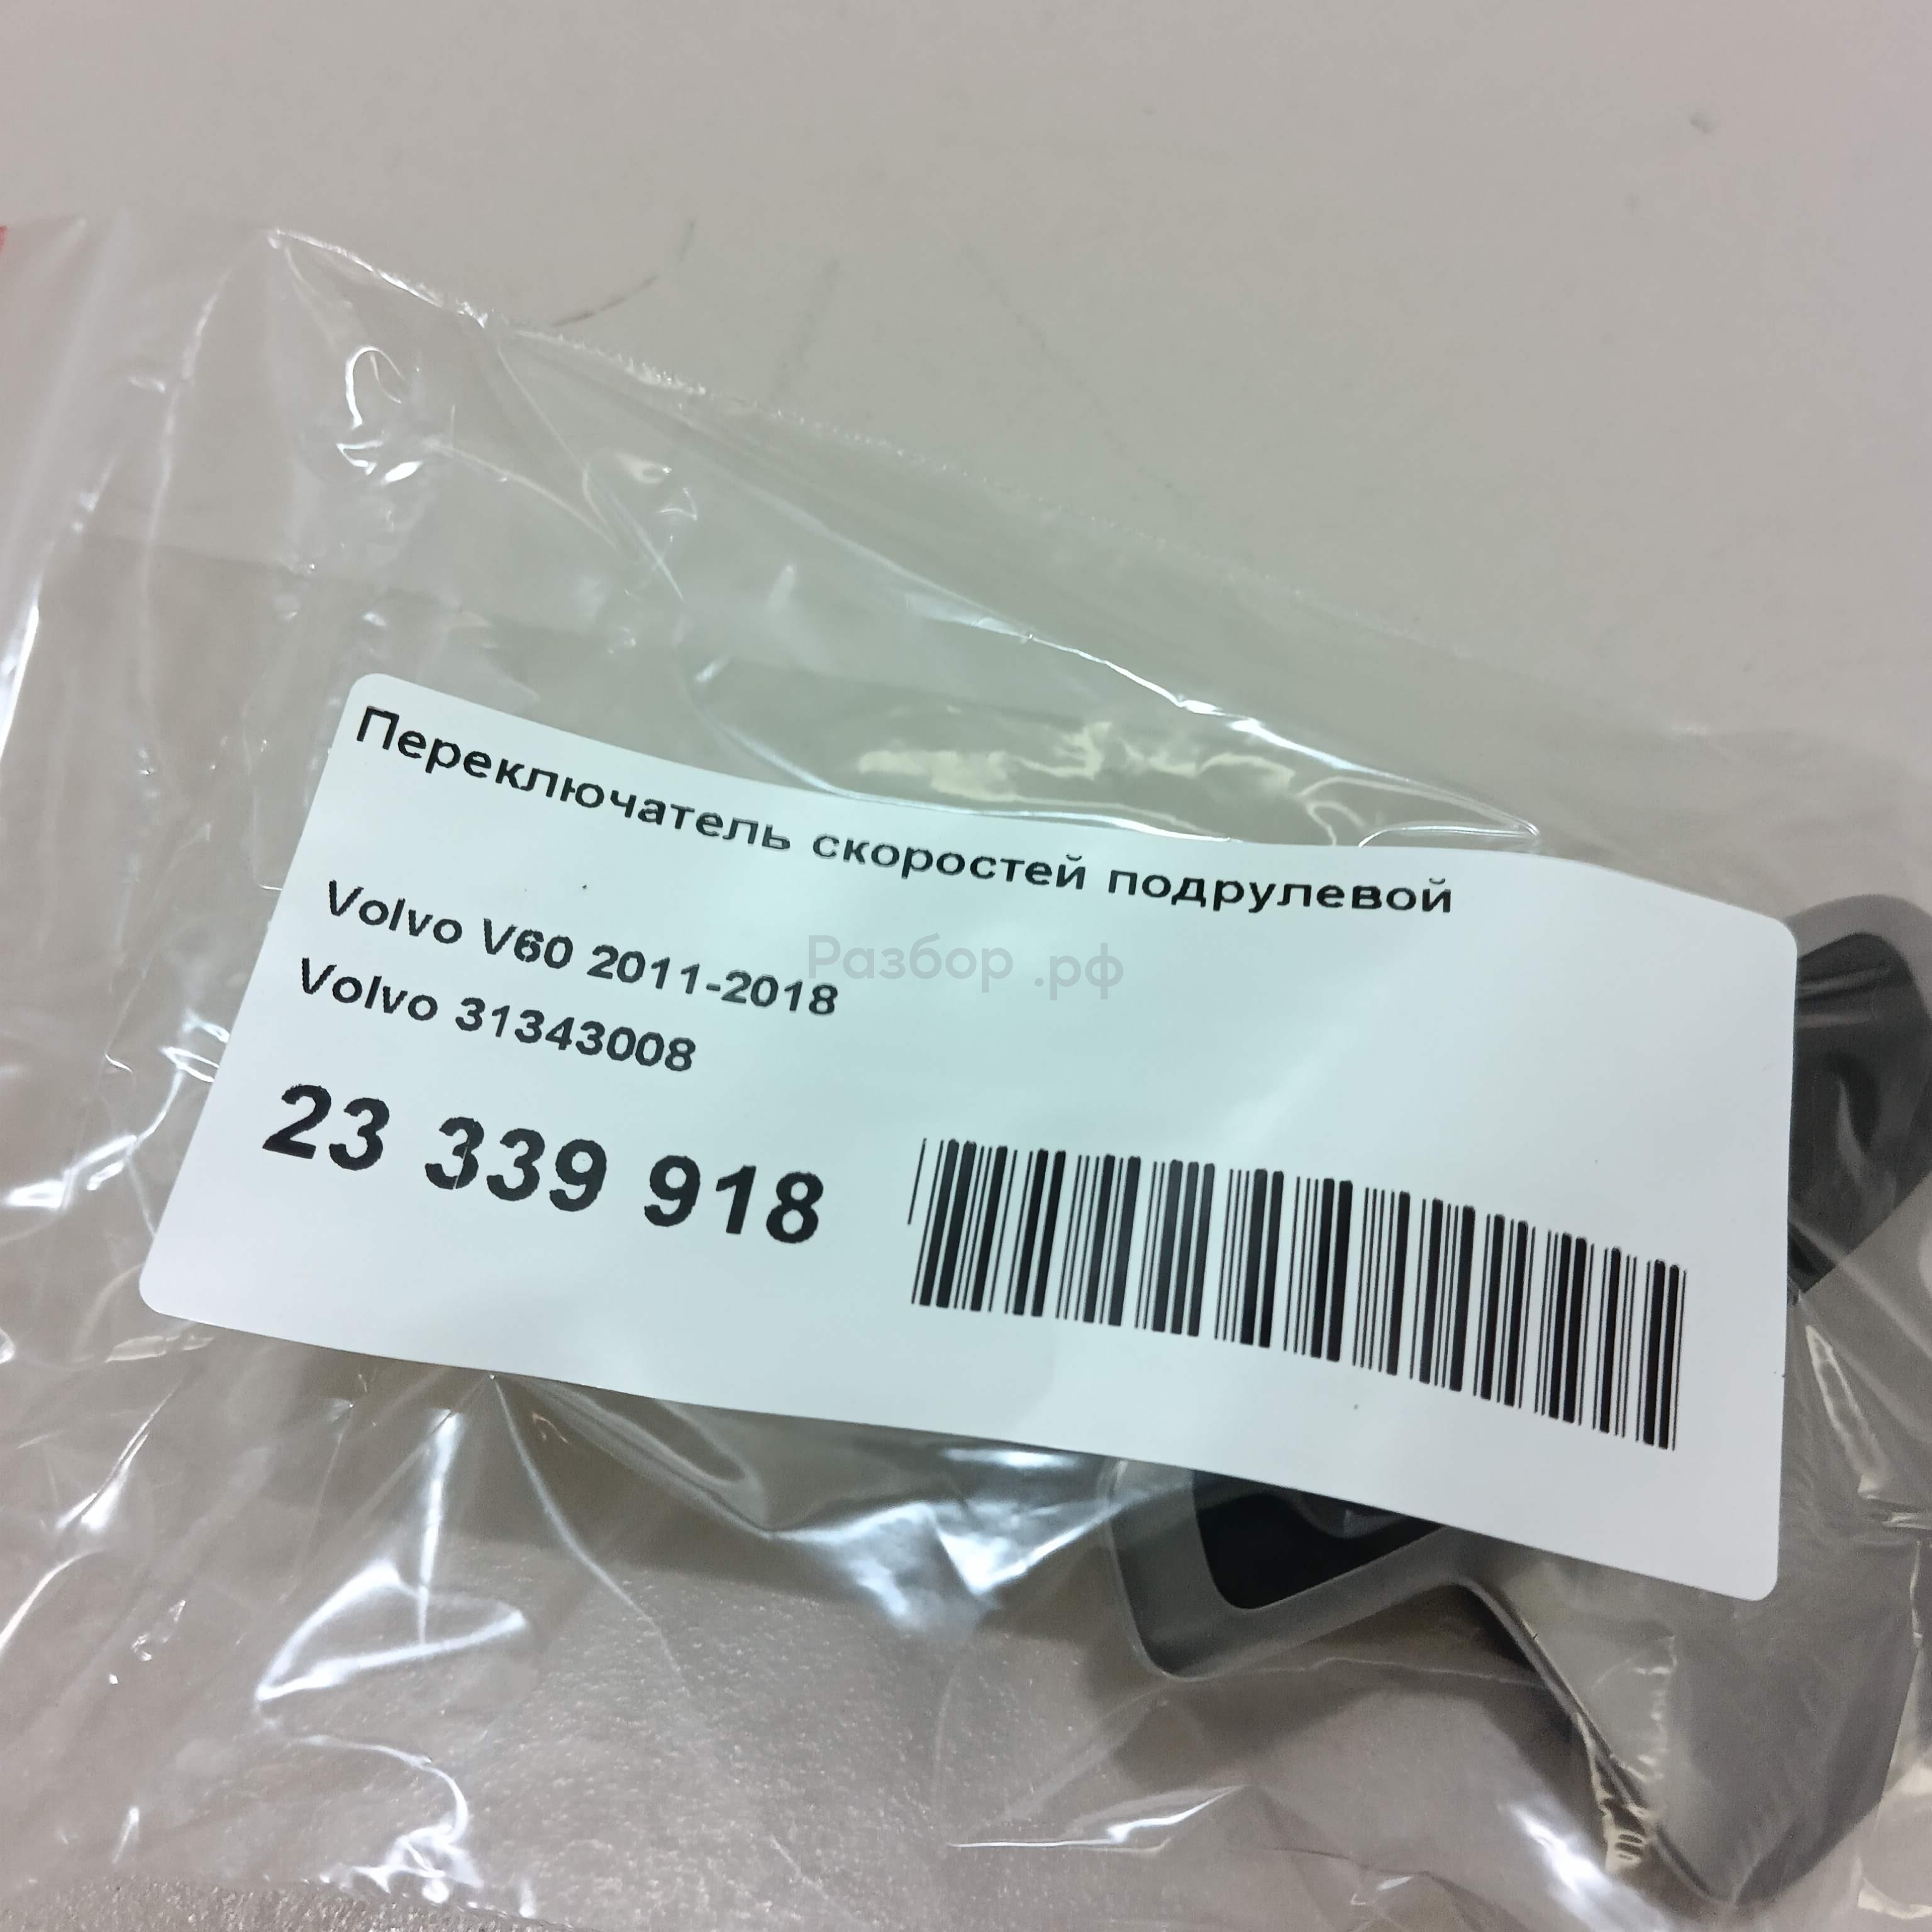 Переключатель скоростей подрулевой
Volvo V60 2011-2018
Разбор.рф
Volvo 31343008
23 339 918